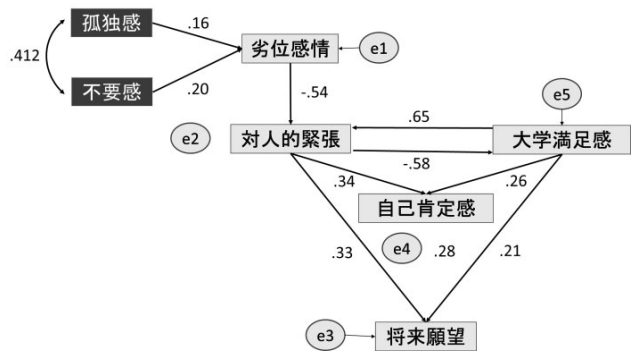 孤独感
.16
.412
劣位感情
e1
不要感
.20
-.54
e5
e2
対人的緊張
.65
大学満足感
-.58
.34
.26
自己肯定感
e4
.33
.28
.21
e3
将来願望